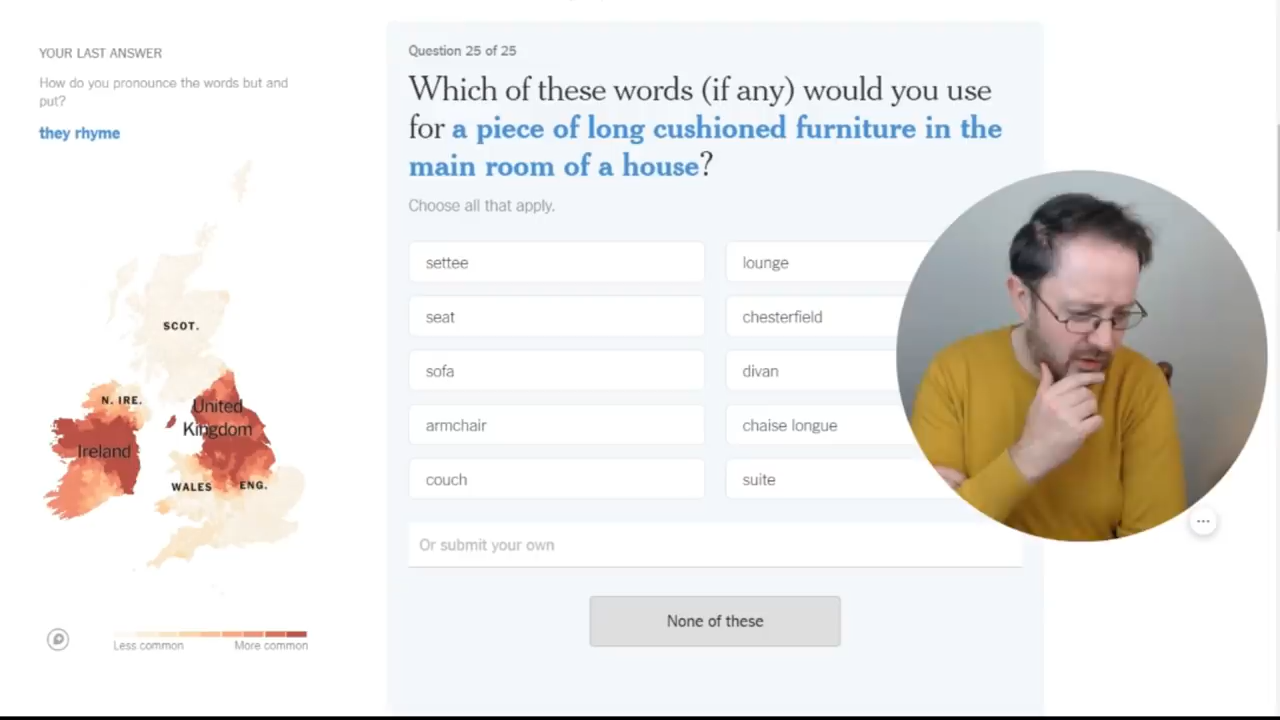 YOUR LAST ANSWER
How do you pronounce the words but and
put?
they rhyme
SCOT.
N. IRE.
United
Kingdom
Ireland
WALES
ENG.
Less common
More common
Question 25 of 25
Which of these words (if any) would you use
for a piece of long cushioned furniture in the
main room of a house?
Choose all that apply.
settee
lounge
seat
chesterfield
sofa
divan
armchair
chaise longue
couch
suite
Or submit your own
None of these